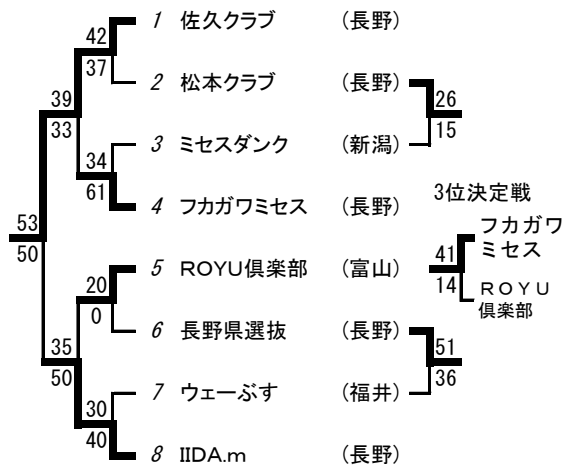 42
1 佐久クラブ (長野)
37
2 松本クラブ (長野)
39
26
33
15
3 ミセスダンク (新潟)
34
61
3位決定戦
4 フカガワミセス (長野)
フカガワ
ミセス
53
50
41
5 ROYU倶楽部 (富山)
14
20
ＲＯＹＵ
倶楽部
0
6 長野県選抜 (長野)
35
51
50
36
7 ウェーぶす (福井)
30
40
8 IIDA.m (長野)